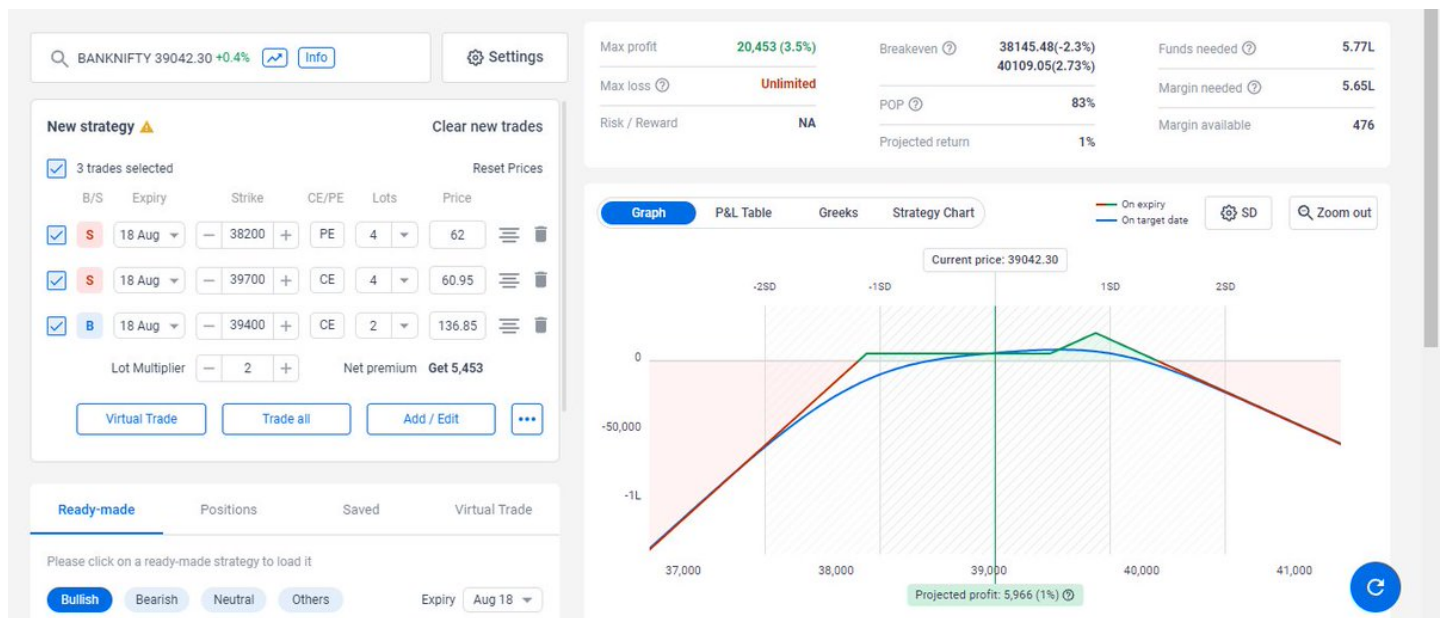 BANKNIFTY 39042.30 +0.4% Info
Settings
New strategy
Clear new trades
3 trades selected
Reset Prices
B/S Expiry Strike CE/PE Lots Price
S 18 Aug − 38200 + PE 4 62
S 18 Aug − 39700 + CE 4 60.95
B 18 Aug − 39400 + CE 2 136.85
Lot Multiplier − 2 + Net premium Get 5,453
Virtual Trade Trade all Add / Edit
Ready-made Positions Saved Virtual Trade
Please click on a ready-made strategy to load it
Bullish Bearish Neutral Others Expiry Aug 18
Max profit 20,453 (3.5%)
Max loss Unlimited
Risk / Reward NA
Breakeven 38145.48(-2.3%)
40109.05(2.73%)
POP 83%
Projected return 1%
Funds needed 5.77L
Margin needed 5.65L
Margin available 476
Graph P&L Table Greeks Strategy Chart
On expiry
On target date
SD
Zoom out
Current price: 39042.30
-2SD -1SD 1SD 2SD
0
-50,000
-1L
37,000 38,000 39,000 40,000 41,000
Projected profit: 5,966 (1%)